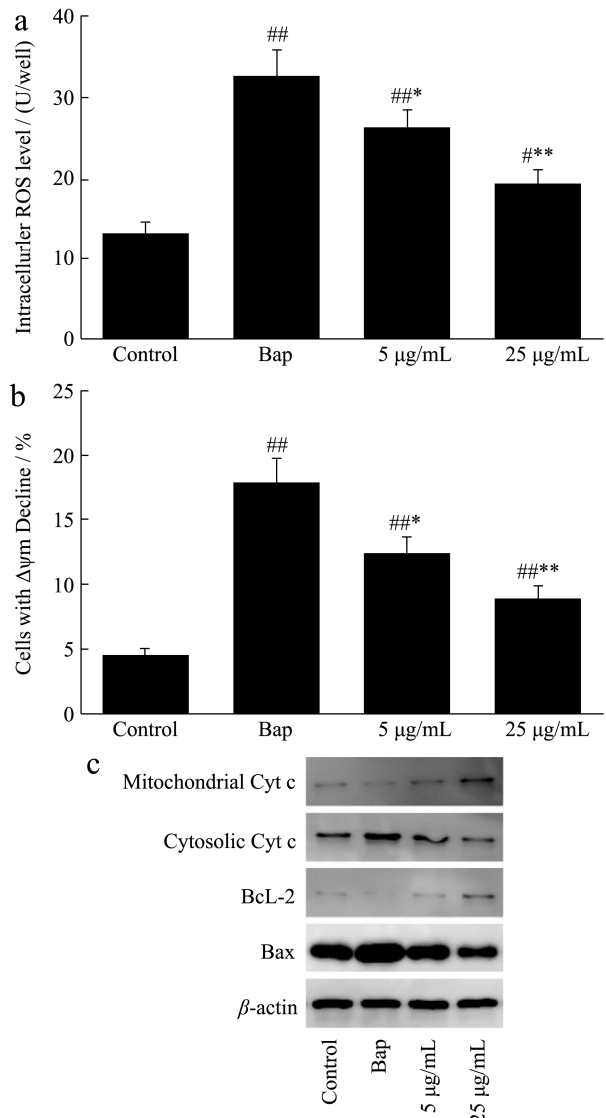 a
Intracellurler ROS level / (U/well)
40
30
20
10
0
##
##*
#**
Control Bap 5 μg/mL 25 μg/mL
b
Cells with Δψm Decline / %
25
20
15
10
5
0
##
##*
##**
Control Bap 5 μg/mL 25 μg/mL
c
Mitochondrial Cyt c
Cytosolic Cyt c
BcL-2
Bax
β-actin
Control
Bap
5 μg/mL
25 μg/mL